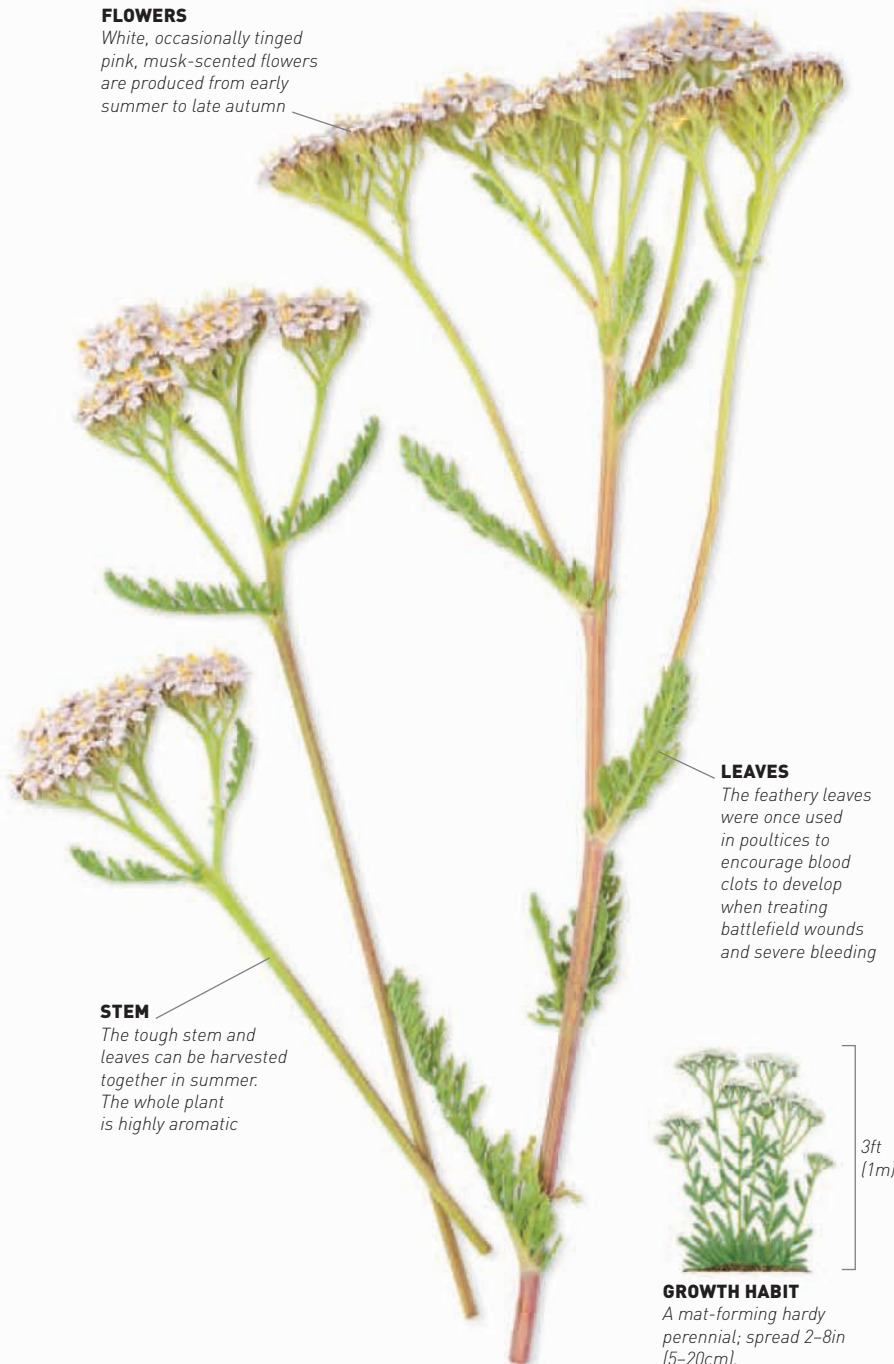 FLOWERS
White, occasionally tinged
pink, musk-scented flowers
are produced from early
summer to late autumn
LEAVES
The feathery leaves
were once used
in poultices to
encourage blood
clots to develop
when treating
battlefield wounds
and severe bleeding
STEM
The tough stem and
leaves can be harvested
together in summer.
The whole plant
is highly aromatic
3ft
(1m)
GROWTH HABIT
A mat-forming hardy
perennial; spread 2–8in
(5–20cm).